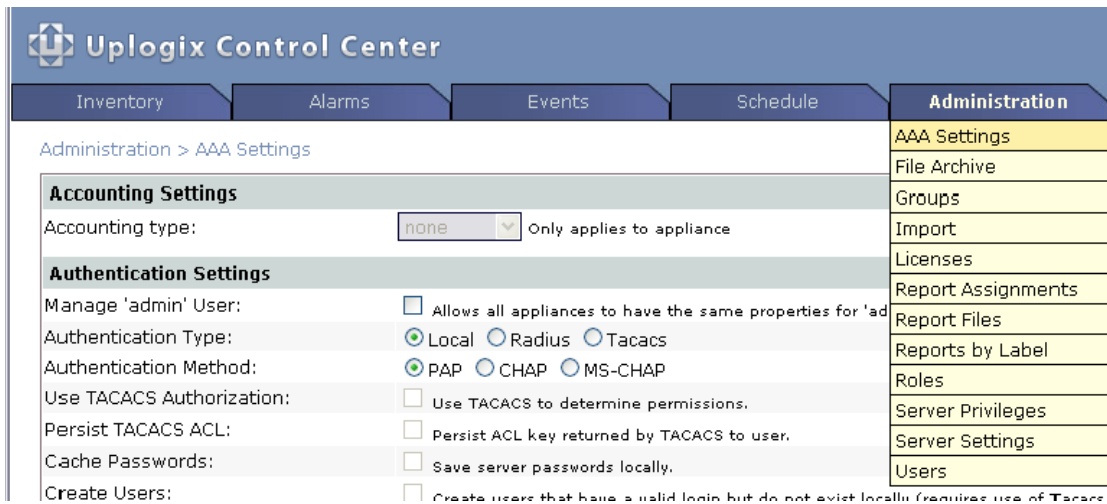 Uplogix Control Center
Inventory Alarms Events Schedule Administration
Administration > AAA Settings
AAA Settings
File Archive
Groups
Import
Licenses
Report Assignments
Report Files
Reports by Label
Roles
Server Privileges
Server Settings
Users
Accounting Settings
Accounting type: none Only applies to appliance
Authentication Settings
Manage 'admin' User: Allows all appliances to have the same properties for 'ad
Authentication Type: Local Radius Tacacs
Authentication Method: PAP CHAP MS-CHAP
Use TACACS Authorization: Use TACACS to determine permissions.
Persist TACACS ACL: Persist ACL key returned by TACACS to user.
Cache Passwords: Save server passwords locally.
Create Users: Create users that have a valid login but do not exist locally (requires use of Tacacs